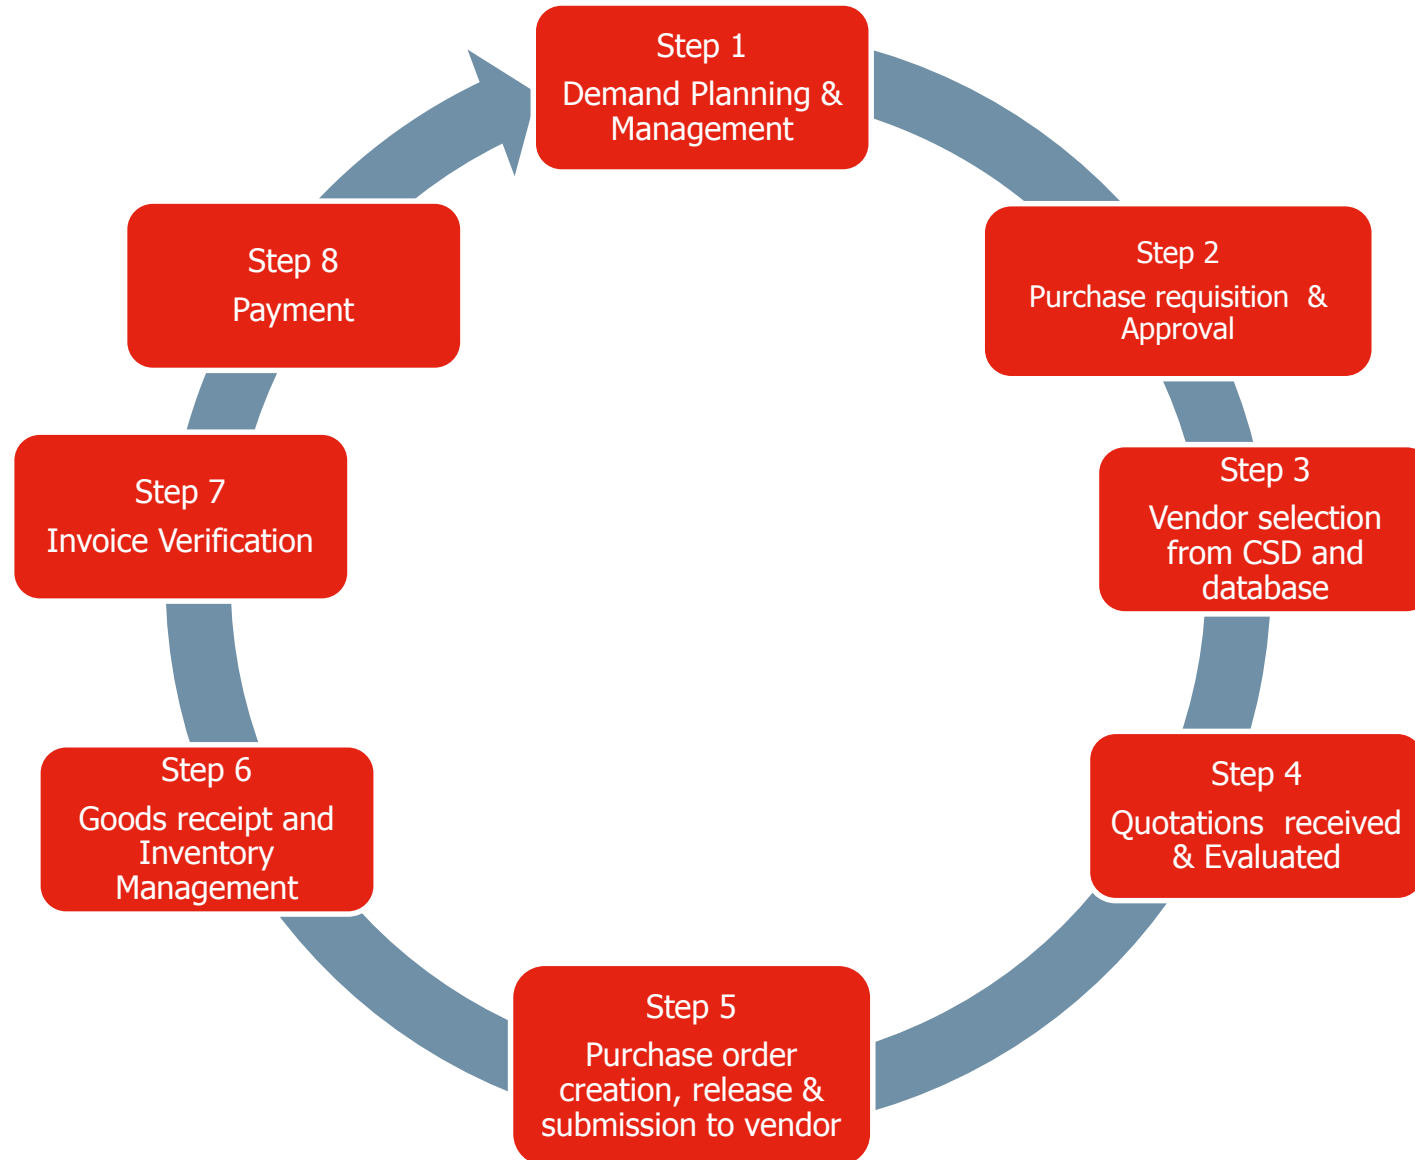 Step 1
Demand Planning &
Management
Step 2
Purchase requisition  &
Approval
Step 3
Vendor selection
from CSD and
database
Step 4
Quotations  received
& Evaluated
Step 5
Purchase order
creation, release &
submission to vendor
Step 6
Goods receipt and
Inventory
Management
Step 7
Invoice Verification
Step 8
Payment